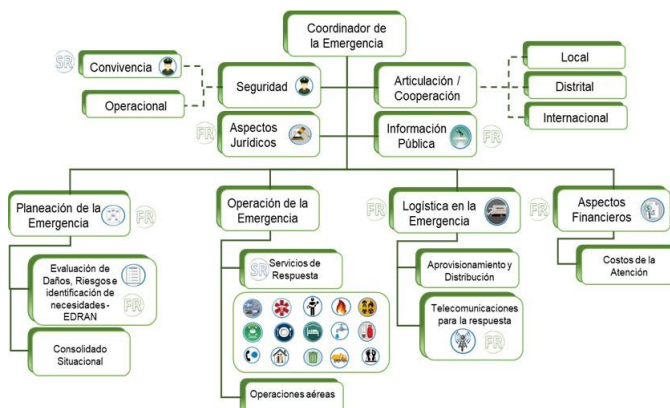 Coordinador de
la Emergencia
SR
Convivencia
Operacional
Seguridad
Articulación /
Cooperación
Local
Distrital
Internacional
FR
Aspectos
Jurídicos
Información
Pública
FR
Planeación de la
Emergencia
FR
Operación de la
Emergencia
FR
Logística en la
Emergencia
FR
Aspectos
Financieros
Evaluación de
Daños, Riesgos e
identificación de
necesidades -
EDRAN
FR
Consolidado
Situacional
SR
Servicios de
Respuesta
Operaciones aéreas
Aprovisionamiento y
Distribución
Telecomunicaciones
para la respuesta
FR
Costos de la
Atención